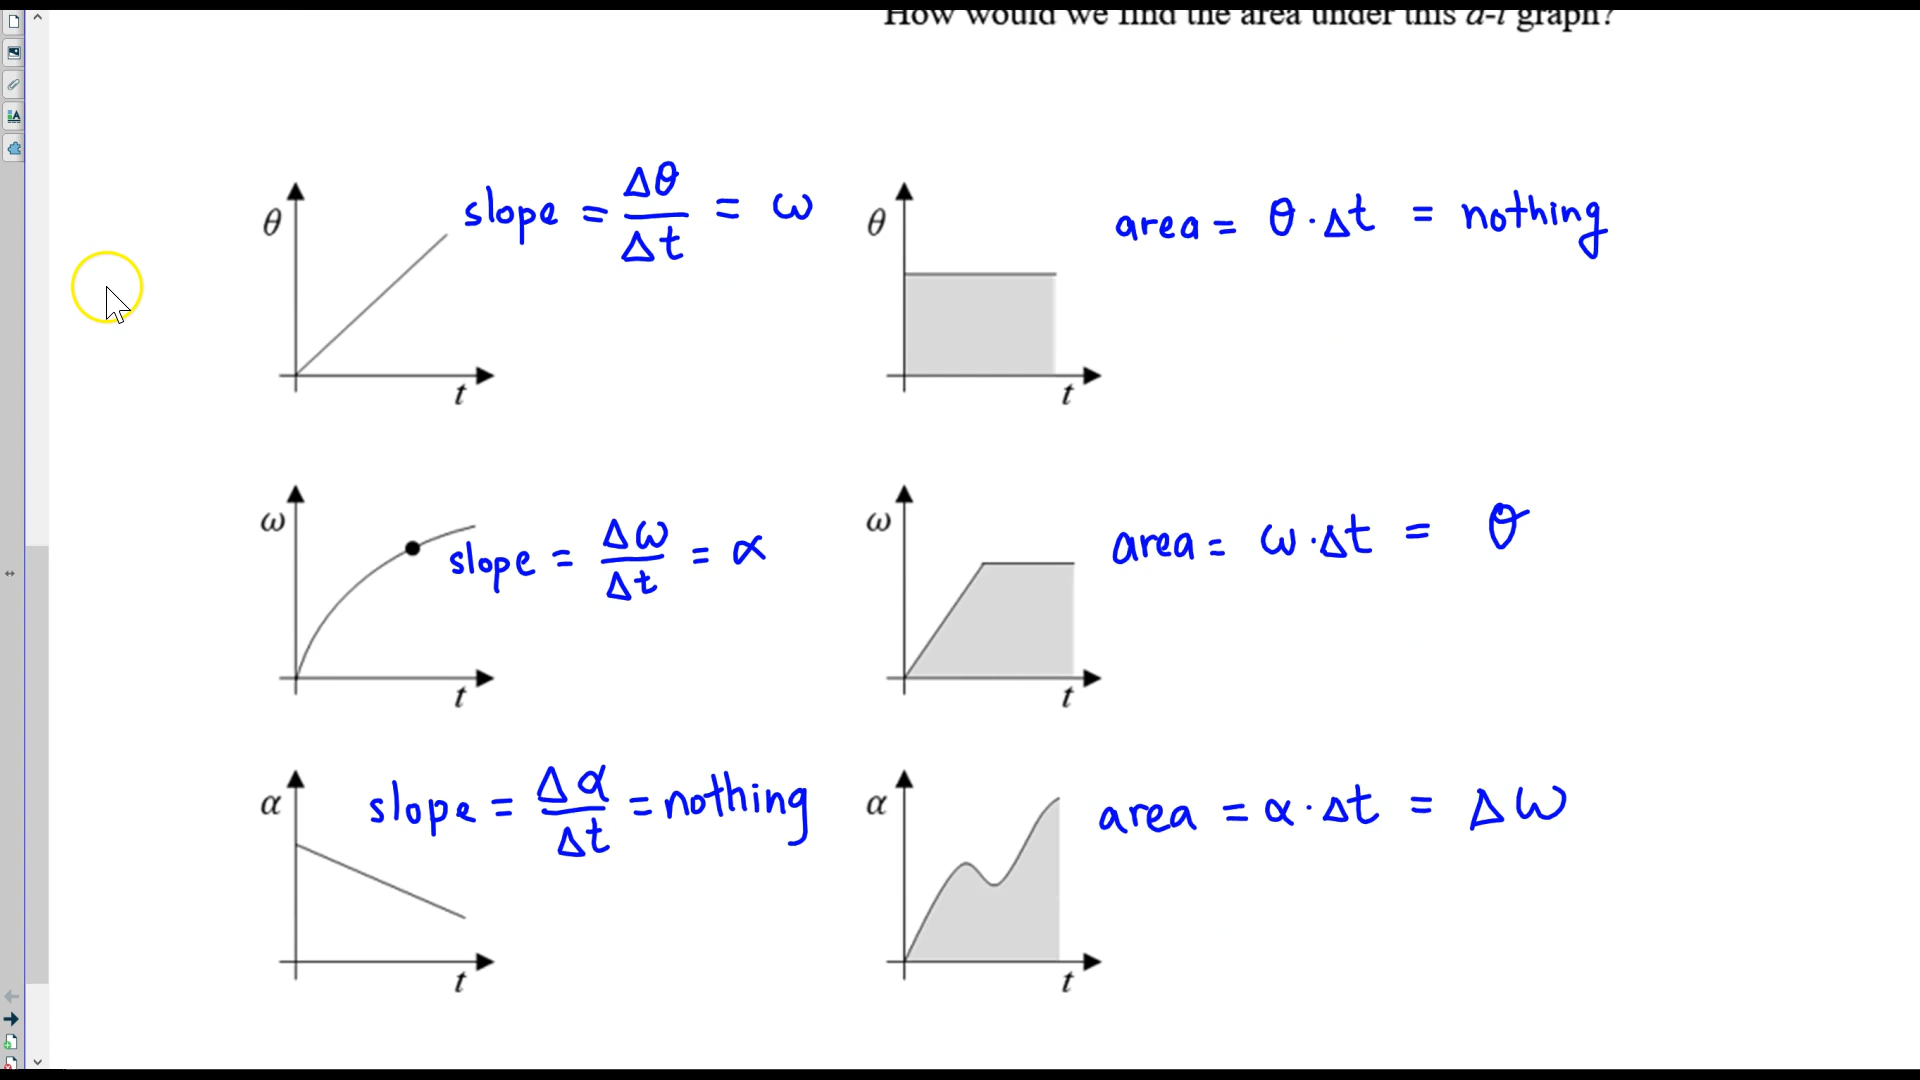 How would we find the area under this a-t graph?
θ
slope = Δθ/Δt = ω
t
θ
area = θ · Δt = nothing
t
ω
slope = Δω/Δt = α
t
ω
area = ω · Δt = θ
t
α
slope = Δα/Δt = nothing
t
α
area = α · Δt = Δω
t